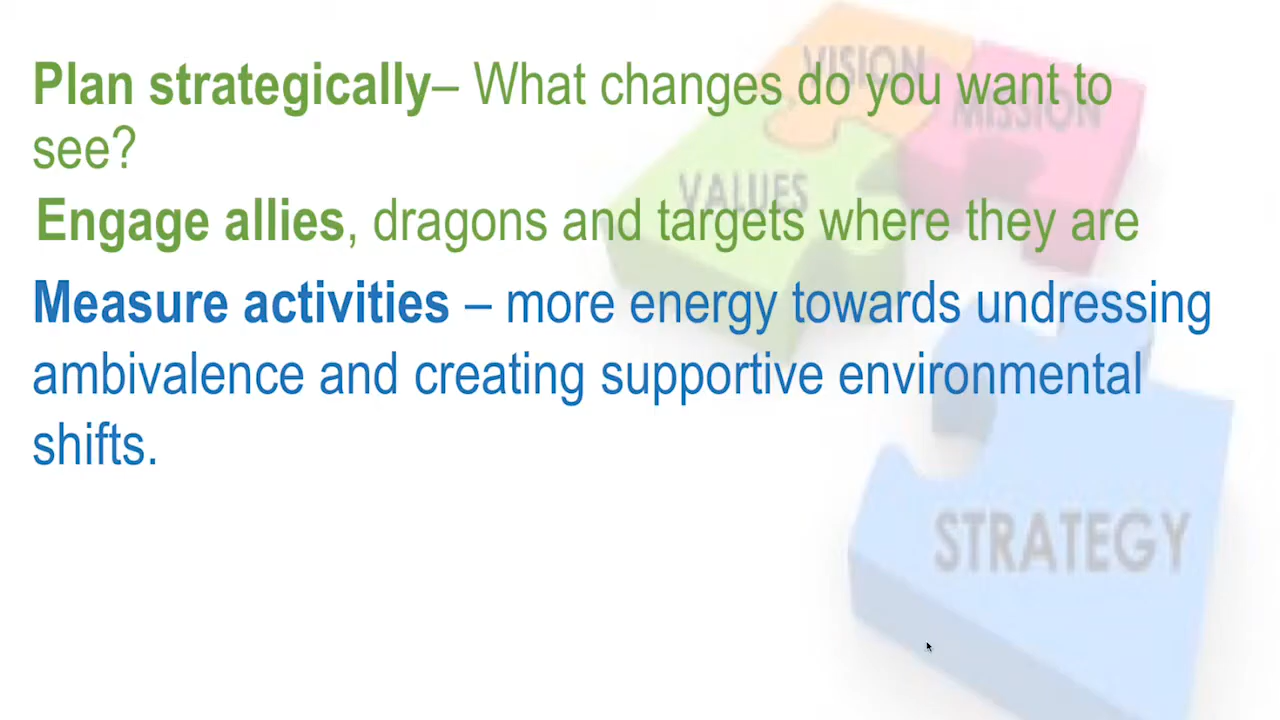 Plan strategically– What changes do you want to
see?
Engage allies, dragons and targets where they are
Measure activities – more energy towards undressing
ambivalence and creating supportive environmental
shifts.
VISION
MISSION
VALUES
STRATEGY